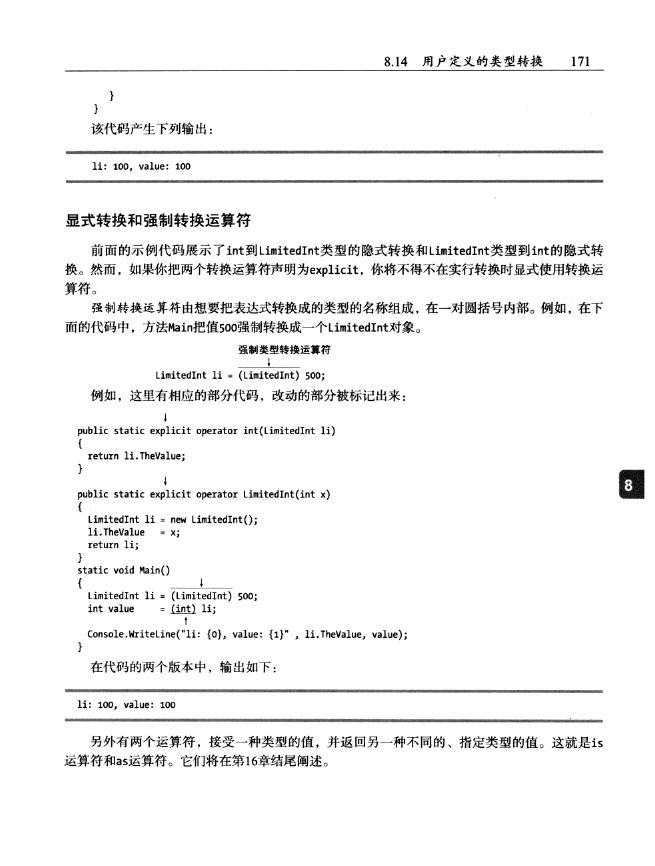 8.14 用户定义的类型转换 171
}
}
该代码产生下列输出：
li: 100, value: 100
显式转换和强制转换运算符
前面的示例代码展示了int到LimitedInt类型的隐式转换和LimitedInt类型到int的隐式转
换。然而，如果你把两个转换运算符声明为explicit，你将不得不在实行转换时显式使用转换运
算符。
强制转换运算符由想要把表达式转换成的类型的名称组成，在一对圆括号内部。例如，在下
面的代码中，方法Main把值500强制转换成一个LimitedInt对象。
强制类型转换运算符
↓
LimitedInt li = (LimitedInt) 500;
例如，这里有相应的部分代码，改动的部分被标记出来：
↓
public static explicit operator int(LimitedInt li)
{
return li.TheValue;
}
↓
public static explicit operator LimitedInt(int x)
{
LimitedInt li = new LimitedInt();
li.TheValue = x;
return li;
}
static void Main()
{ ↓
LimitedInt li = (LimitedInt) 500;
int value = (int) li;
↑
Console.WriteLine("li: {0}, value: {1}" , li.TheValue, value);
}
在代码的两个版本中，输出如下：
li: 100, value: 100
另外有两个运算符，接受一种类型的值，并返回另一种不同的、指定类型的值。这就是is
运算符和as运算符。它们将在第16章结尾阐述。
8